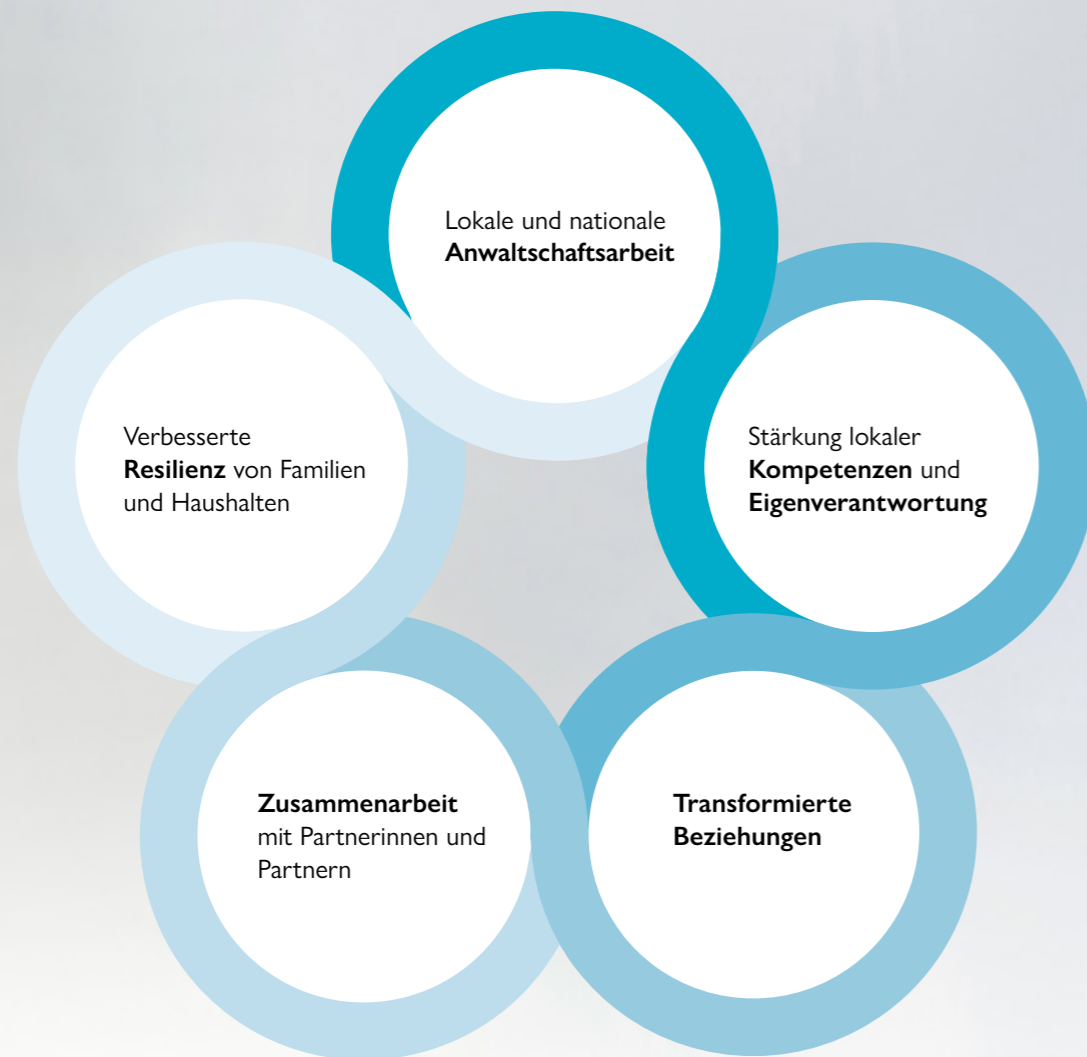 Lokale und nationale
Anwaltschaftsarbeit
Stärkung lokaler
Kompetenzen und
Eigenverantwortung
Transformierte
Beziehungen
Zusammenarbeit
mit Partnerinnen und
Partnern
Verbesserte
Resilienz von Familien
und Haushalten